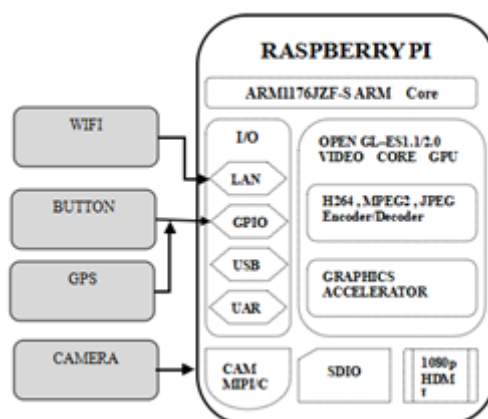 RASPBERRY PI
ARM1176JZF-S ARM Core
WIFI
BUTTON
GPS
CAMERA
I/O
LAN
GPIO
USB
UAR
OPEN GL–ES1.1/2.0
VIDEO CORE GPU
H264 , MPEG2 , JPEG
Encoder/Decoder
GRAPHICS
ACCELERATOR
CAM
MIPI/C
SDIO
1080p
HDM